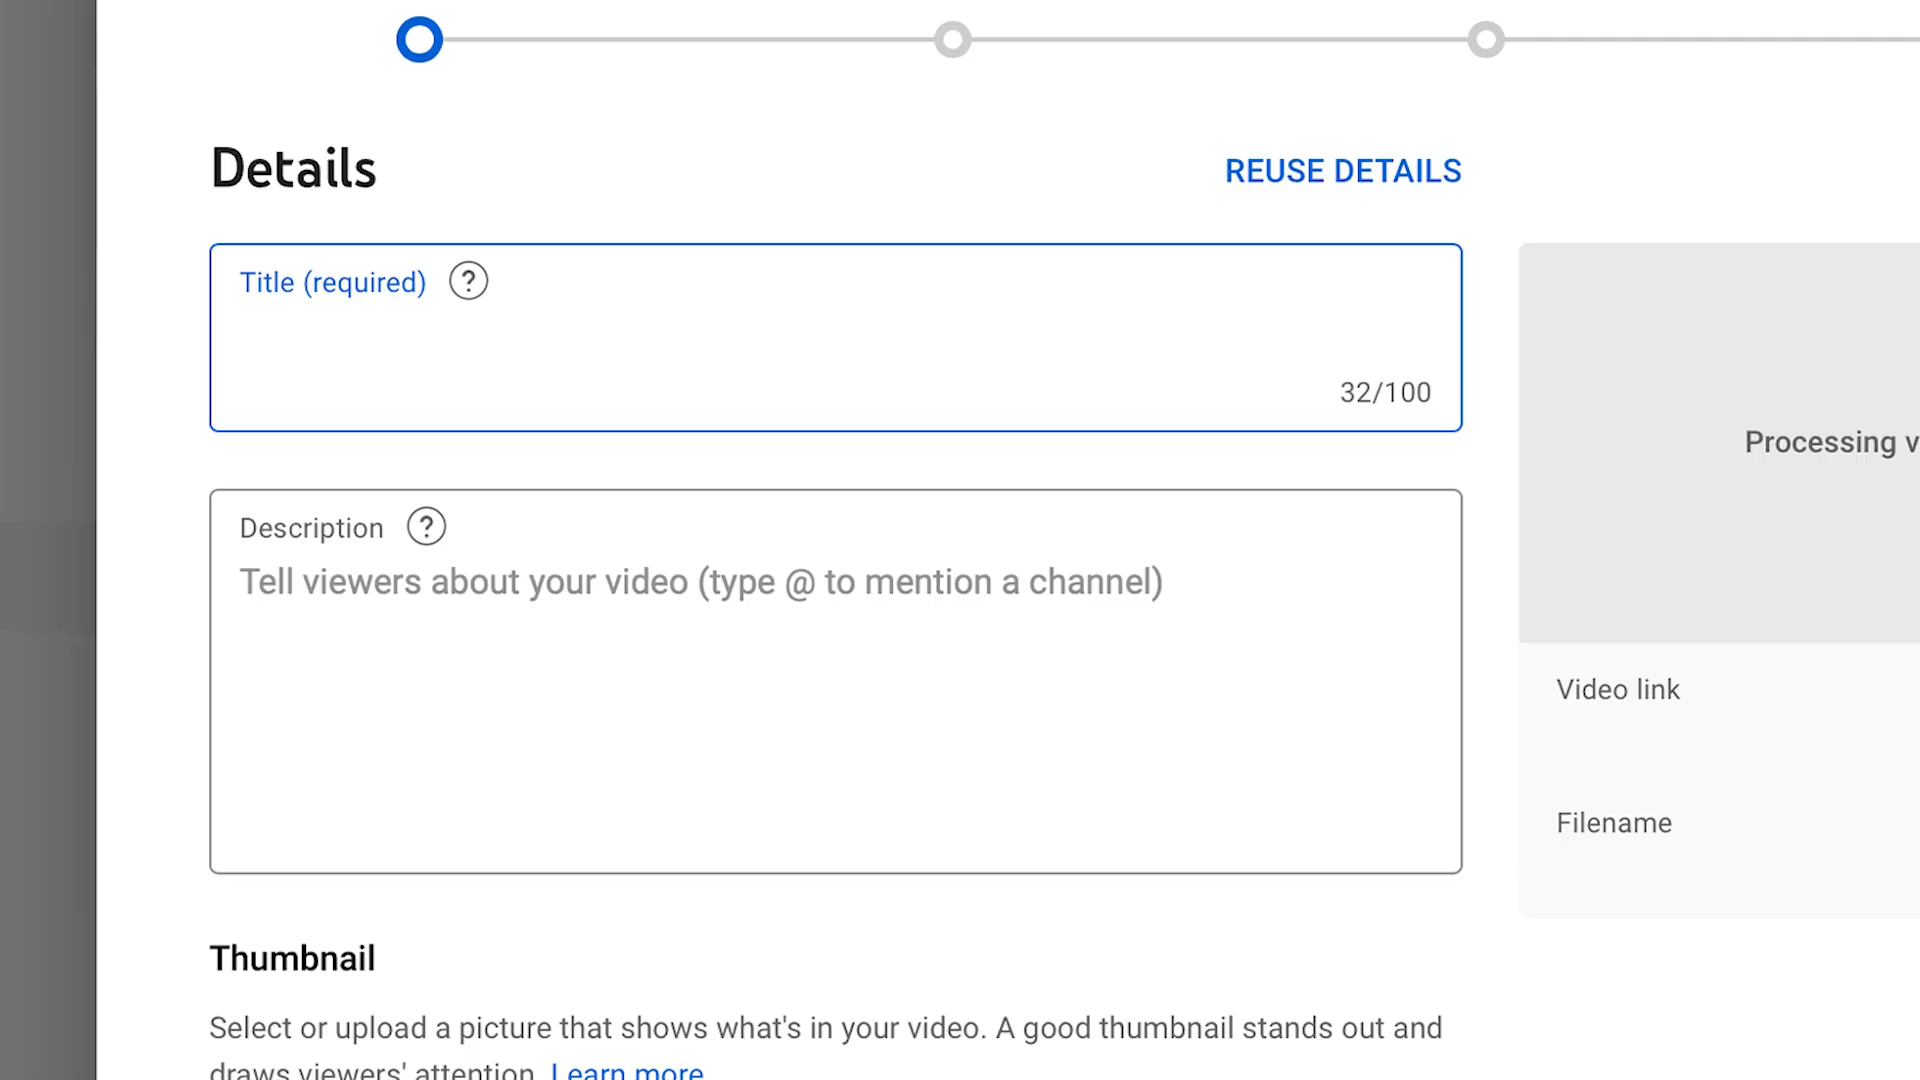 Details
REUSE DETAILS
Title (required) ?
32/100
Processing v
Description ?
Tell viewers about your video (type @ to mention a channel)
Video link
Filename
Thumbnail
Select or upload a picture that shows what's in your video. A good thumbnail stands out and
draws viewers' attention. Learn more